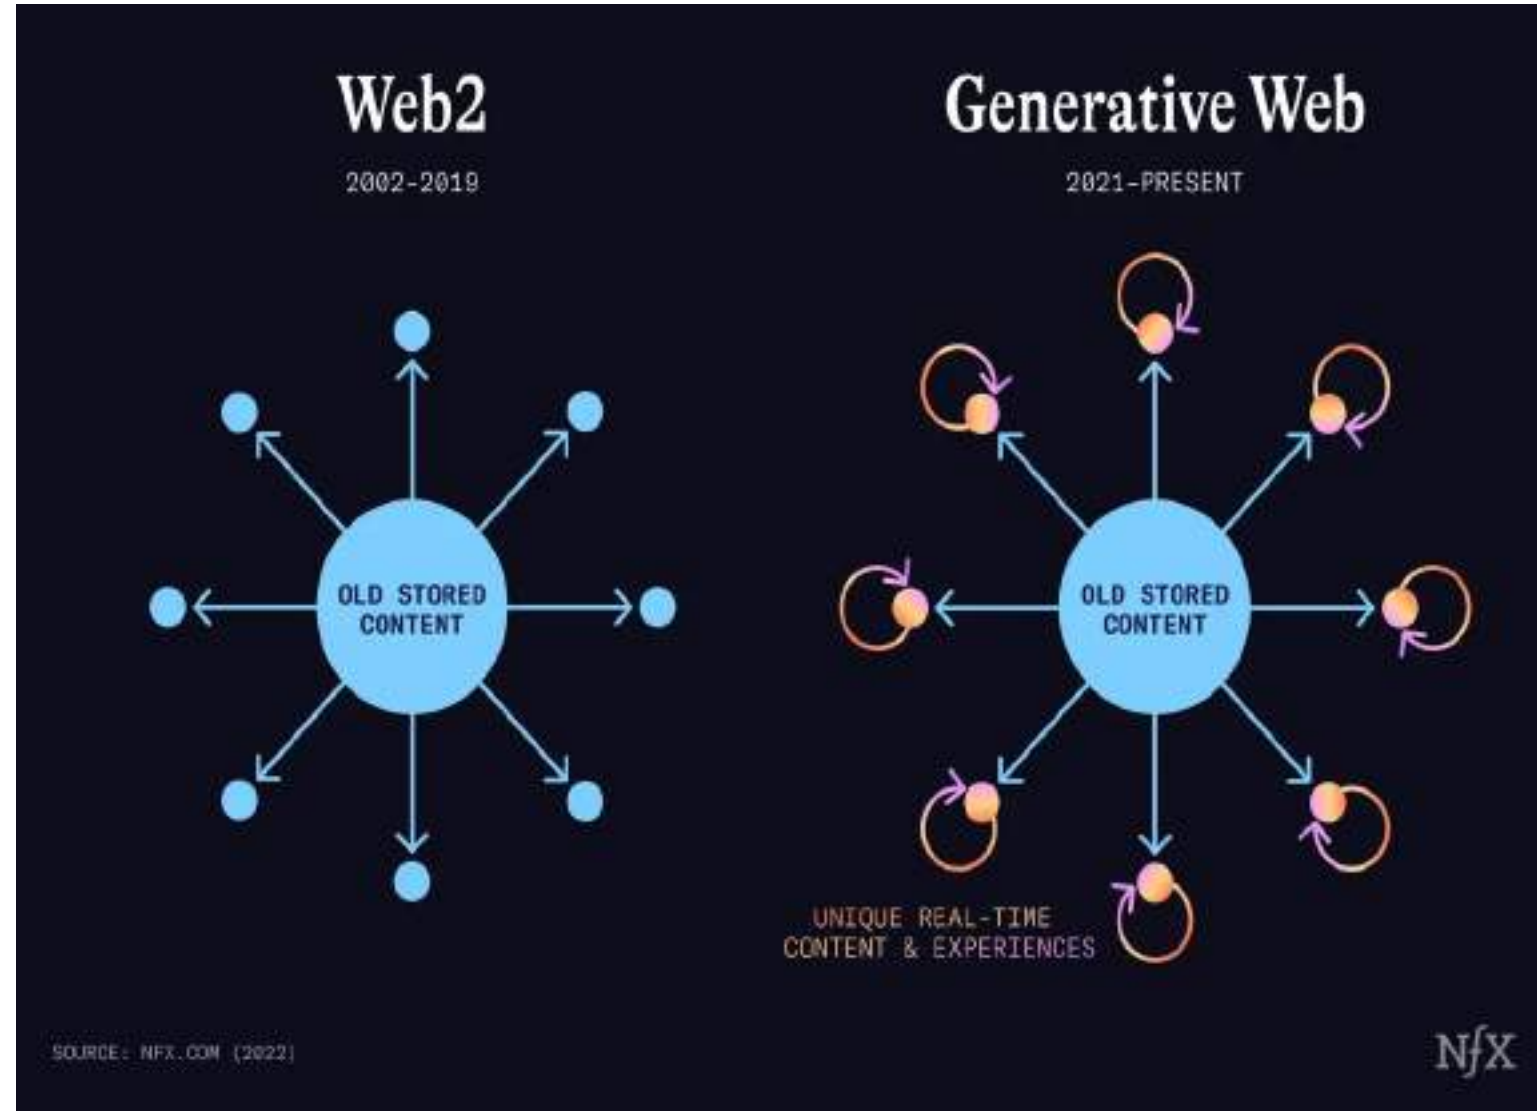 Web2
2002-2019
Generative Web
2021-PRESENT
OLD STORED
CONTENT
OLD STORED
CONTENT
UNIQUE REAL-TIME
CONTENT & EXPERIENCES
SOURCE: NFX.COM (2022)
NfX